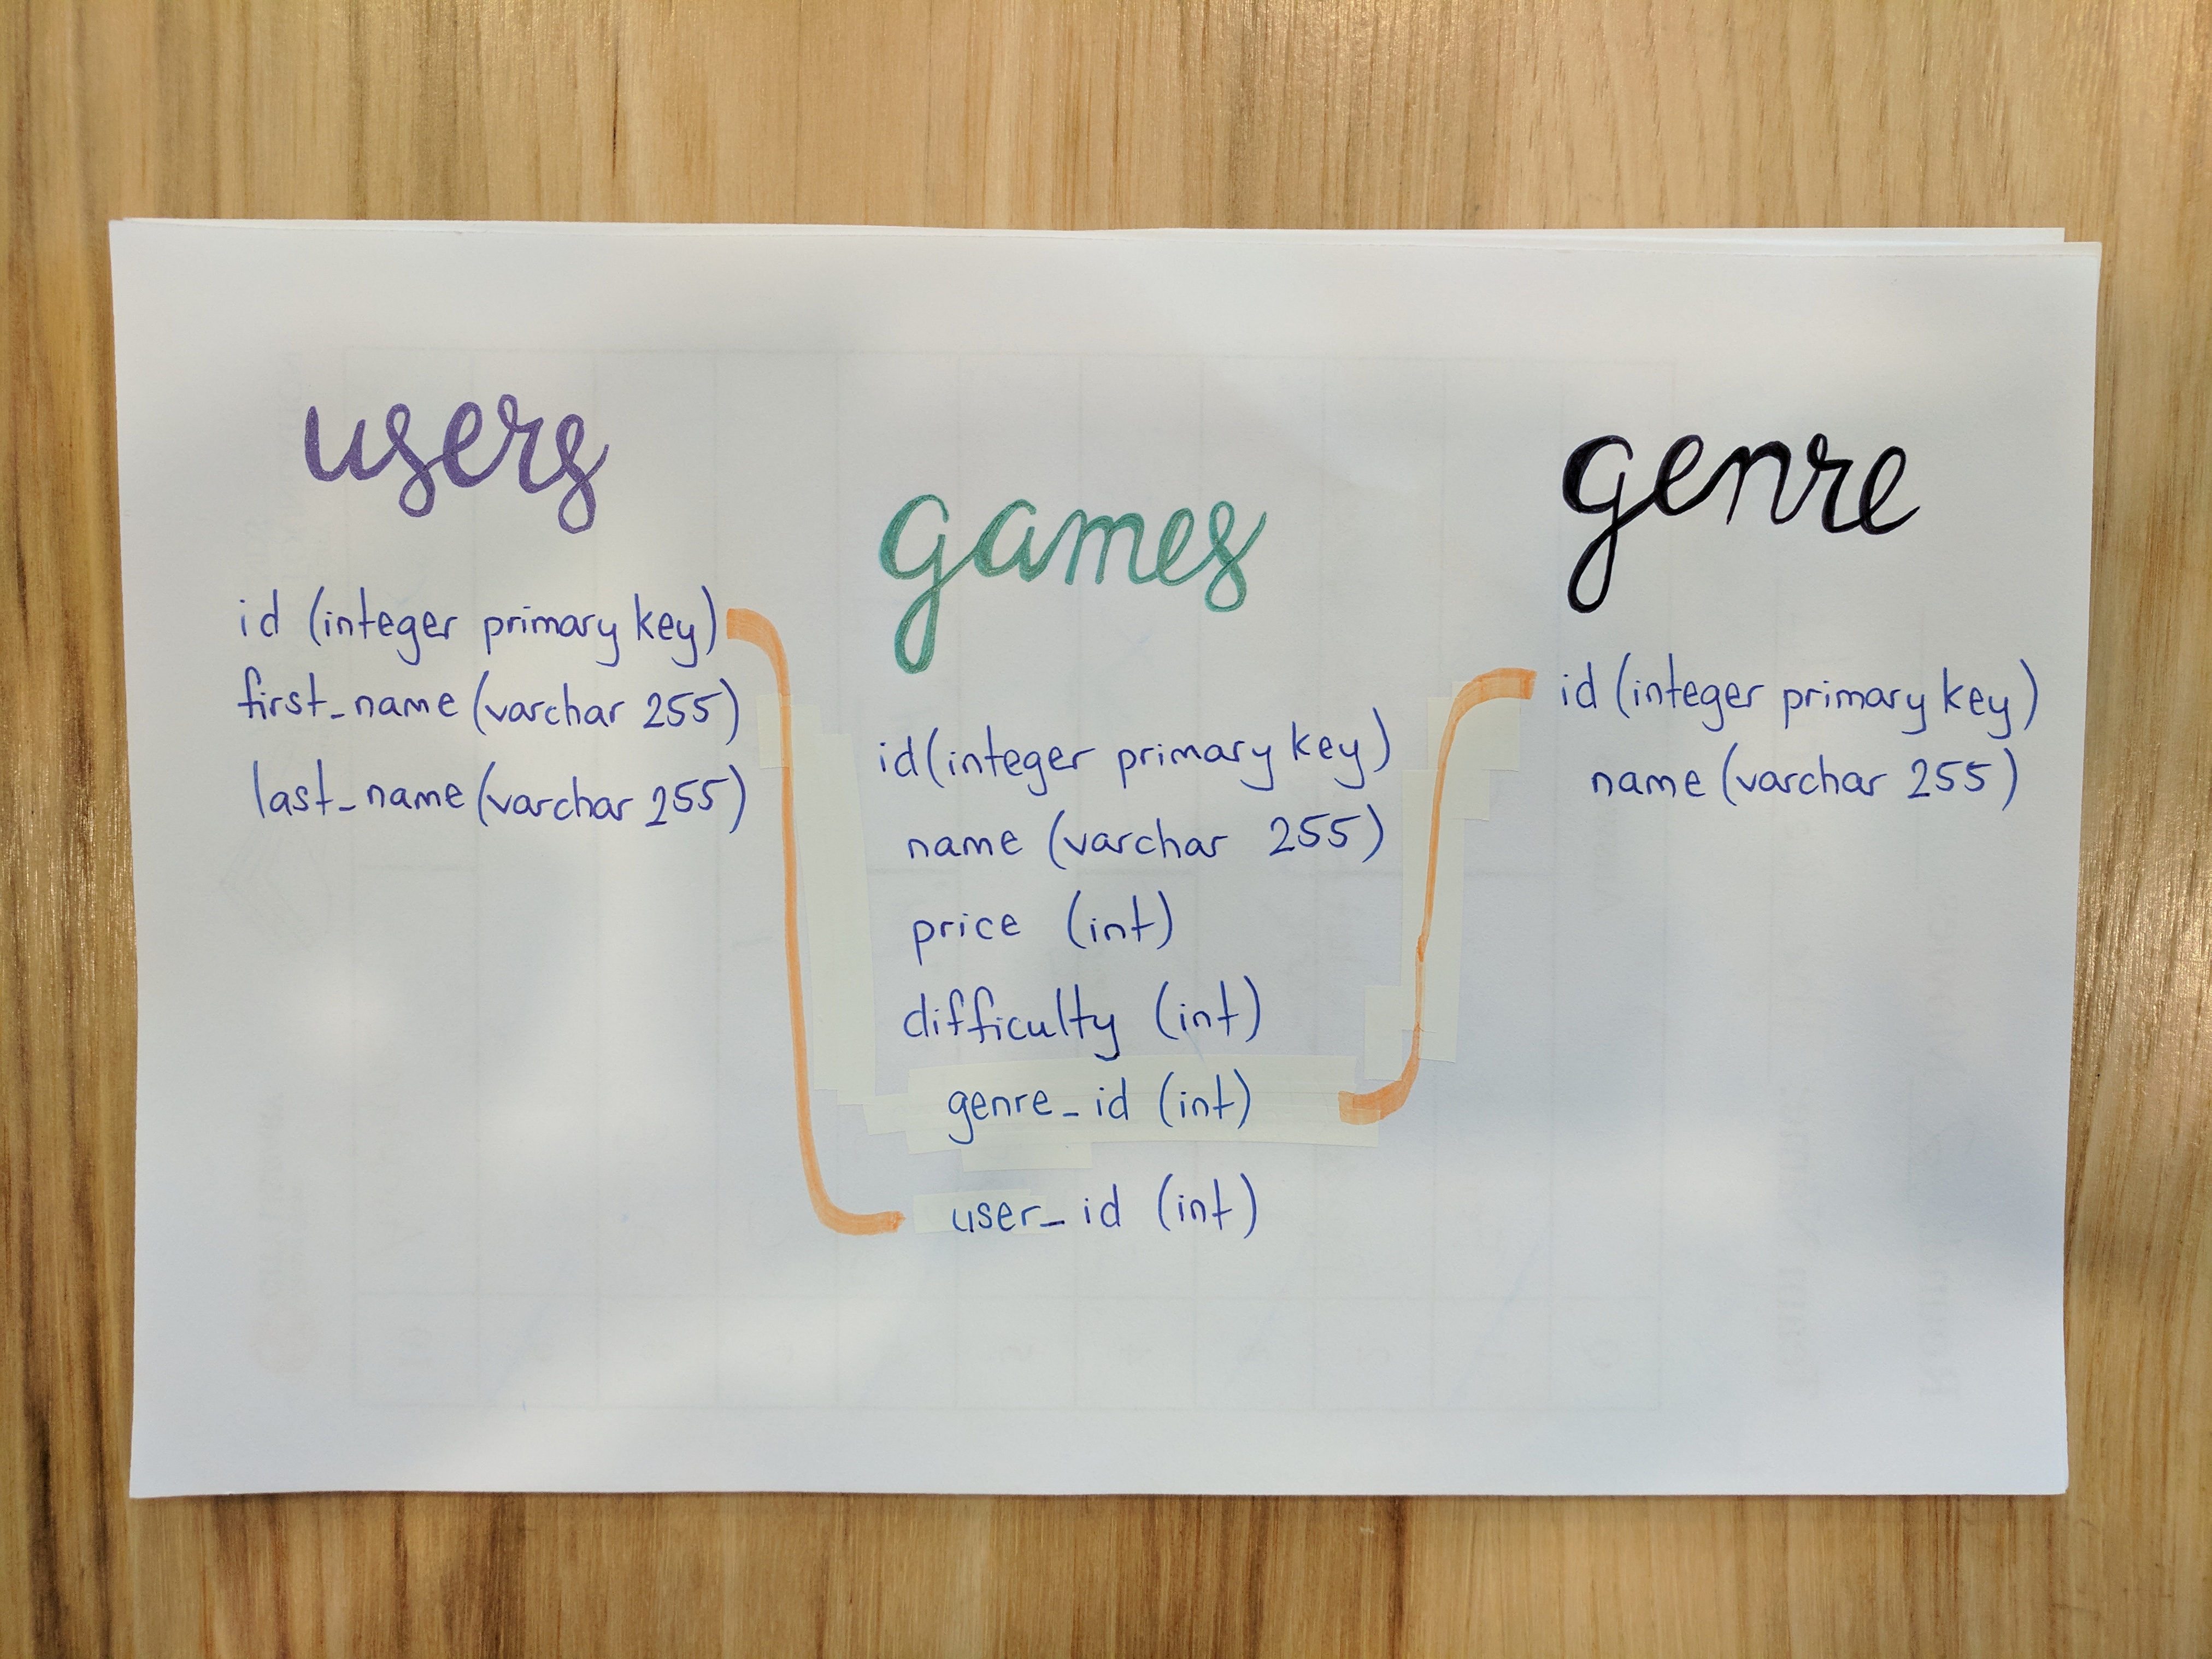 users
id (integer primary key)
first_name (varchar 255)
last_name (varchar 255)
games
id (integer primary key)
name (varchar 255)
price (int)
difficulty (int)
genre_id (int)
user_id (int)
genre
id (integer primary key)
name (varchar 255)